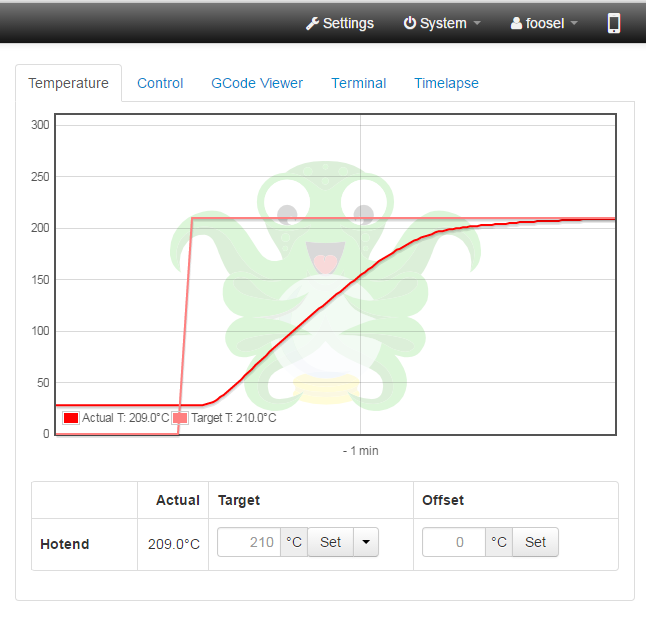 Settings System foosel
Temperature Control GCode Viewer Terminal Timelapse
300
250
200
150
100
50
Actual T: 209.0°C Target T: 210.0°C
0
- 1 min
Actual Target Offset
Hotend 209.0°C 210 °C Set 0 °C Set